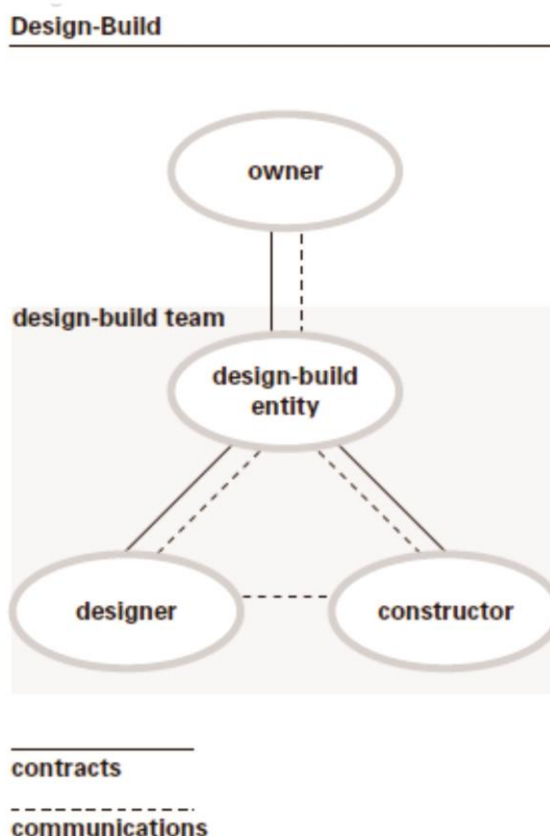 Design-Build
owner
design-build team
design-build
entity
designer
constructor
contracts
communications